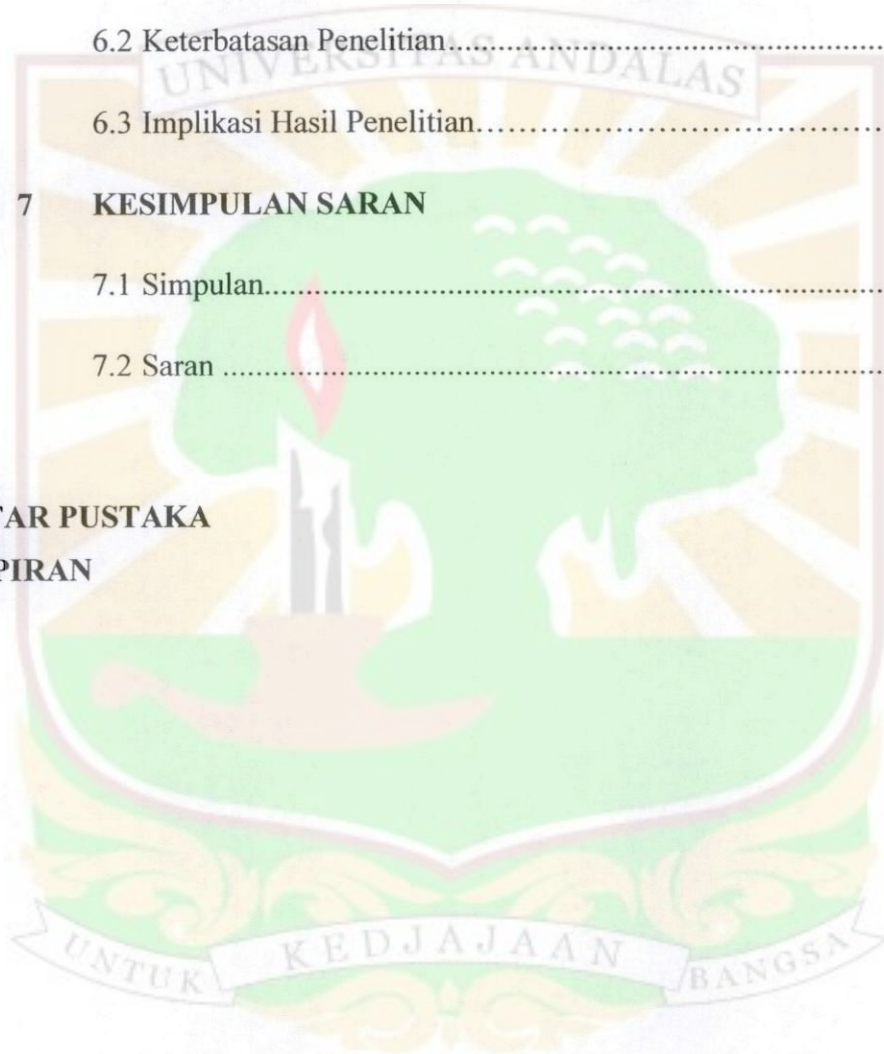 6.2 Keterbatasan Penelitian.......................................................
UNIVERSITAS ANDALAS
6.3 Implikasi Hasil Penelitian.......................................
7 KESIMPULAN SARAN
7.1 Simpulan.................................................................................
7.2 Saran .......................................................................................
TAR PUSTAKA
PIRAN
UNTUK KEDJAJAAN BANGSA